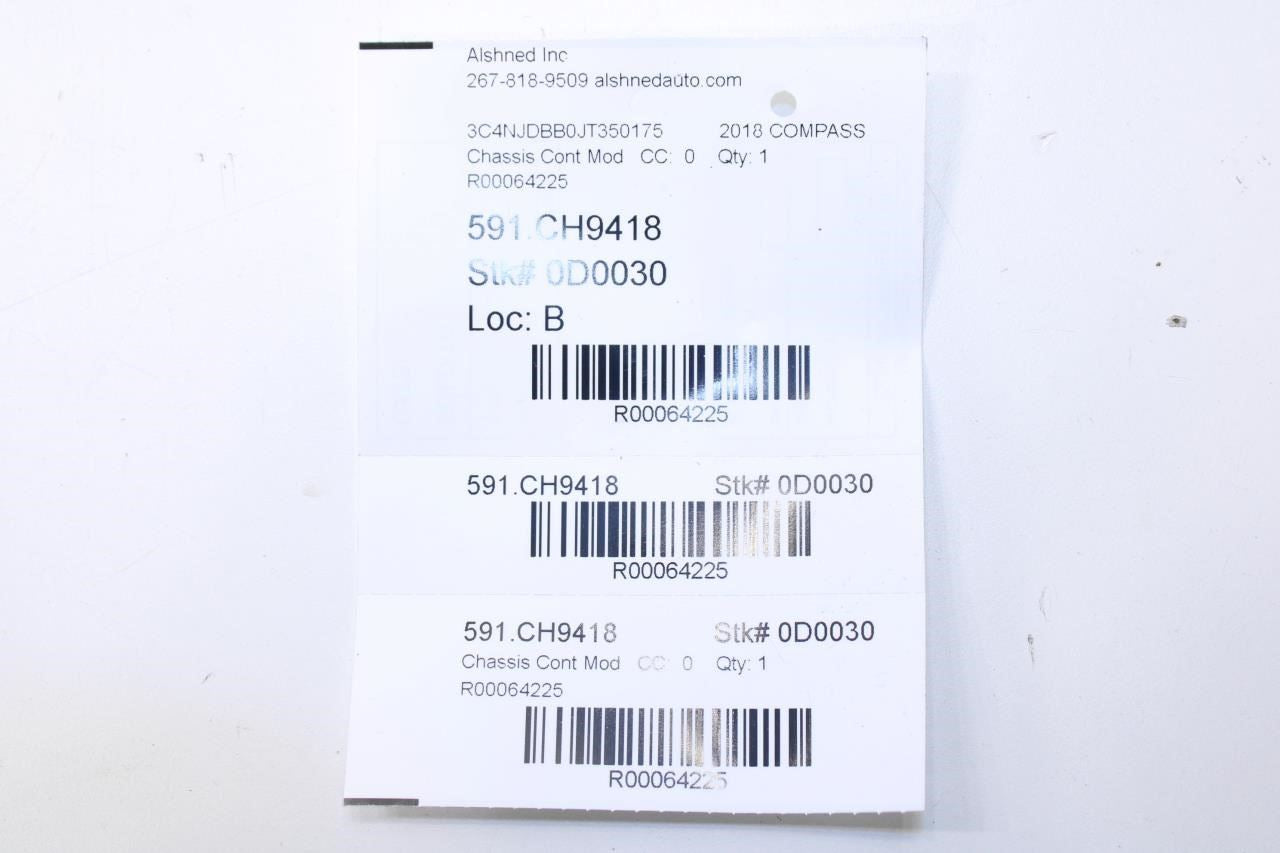 Alshned Inc
267-818-9509 alshnedauto.com
3C4NJDBB0JT350175 2018 COMPASS
Chassis Cont Mod CC: 0 Qty: 1
R00064225
591.CH9418
Stk# 0D0030
Loc: B
R00064225
591.CH9418 Stk# 0D0030
R00064225
591.CH9418 Stk# 0D0030
Chassis Cont Mod CC: 0 Qty: 1
R00064225
R00064225